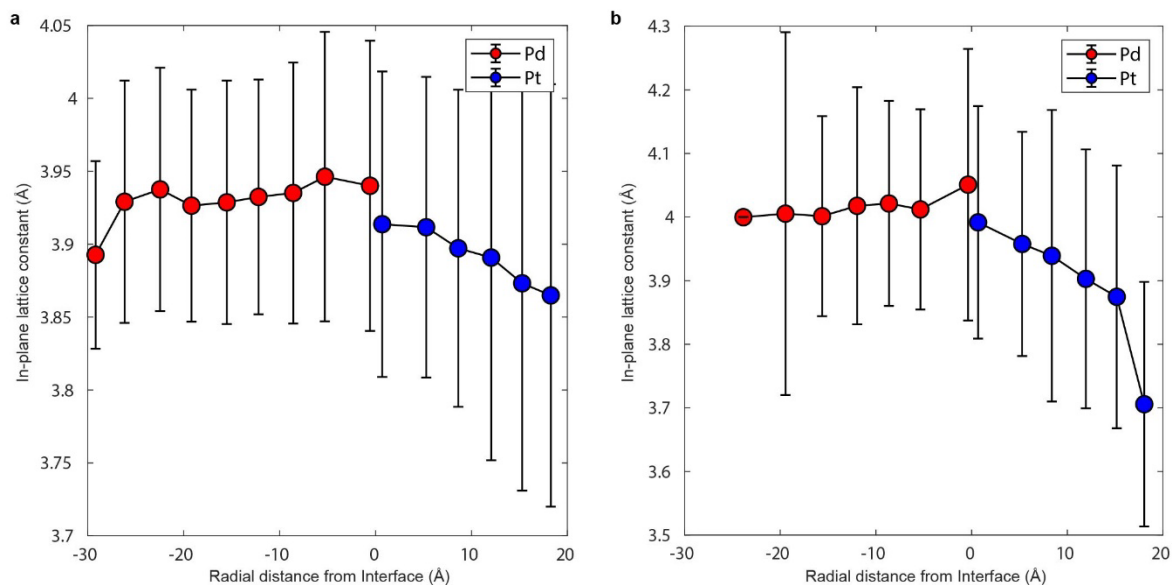 a
4.05
4
3.95
3.9
3.85
3.8
3.75
3.7
-30
-20
-10
0
10
20
In-plane lattice constant (Å)
Radial distance from Interface (Å)
Pd
Pt
b
4.3
4.2
4.1
4
3.9
3.8
3.7
3.6
3.5
-30
-20
-10
0
10
20
In-plane lattice constant (Å)
Radial distance from Interface (Å)
Pd
Pt